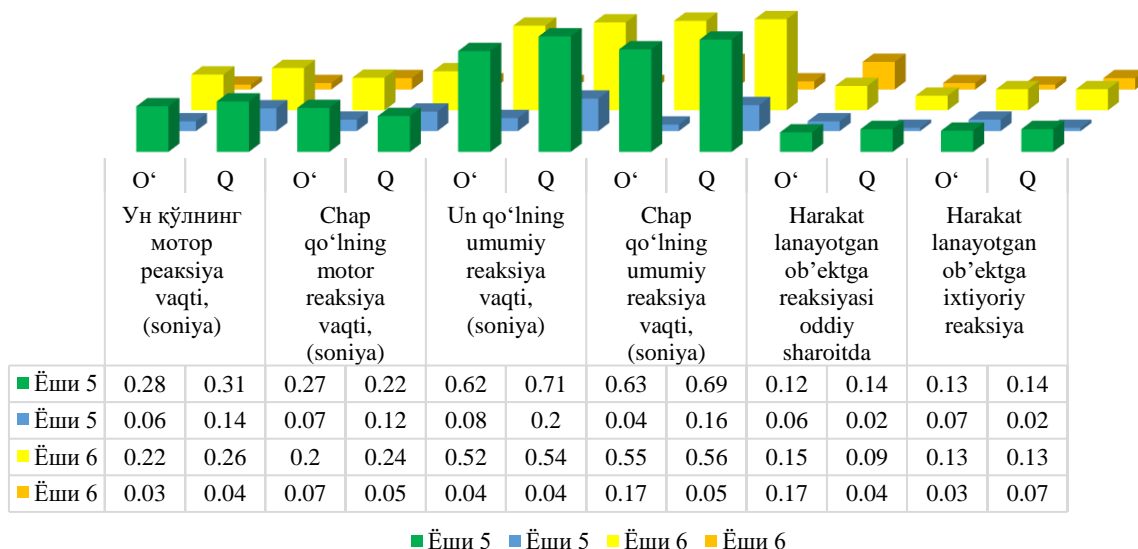 O‘ Q O‘ Q O‘ Q O‘ Q O‘ Q O‘ Q
Ун қўлнинг
мотор
реакsiya
vaqti,
(soniya)
Chap
qo‘lning
motor
reaksiya
vaqti,
(soniya)
Un qo‘lning
umumiy
reaksiya
vaqti,
(soniya)
Chap
qo‘lning
umumiy
reaksiya
vaqti,
(soniya)
Harakat
lanayotgan
ob’ektga
reaksiyasi
oddiy
sharoitda
Harakat
lanayotgan
ob’ektga
ixtiyoriy
reaksiya
Ёши 5 0.28 0.31 0.27 0.22 0.62 0.71 0.63 0.69 0.12 0.14 0.13 0.14
Ёши 5 0.06 0.14 0.07 0.12 0.08 0.2 0.04 0.16 0.06 0.02 0.07 0.02
Ёши 6 0.22 0.26 0.2 0.24 0.52 0.54 0.55 0.56 0.15 0.09 0.13 0.13
Ёши 6 0.03 0.04 0.07 0.05 0.04 0.04 0.17 0.05 0.17 0.04 0.03 0.07
Ёши 5 Ёши 5 Ёши 6 Ёши 6